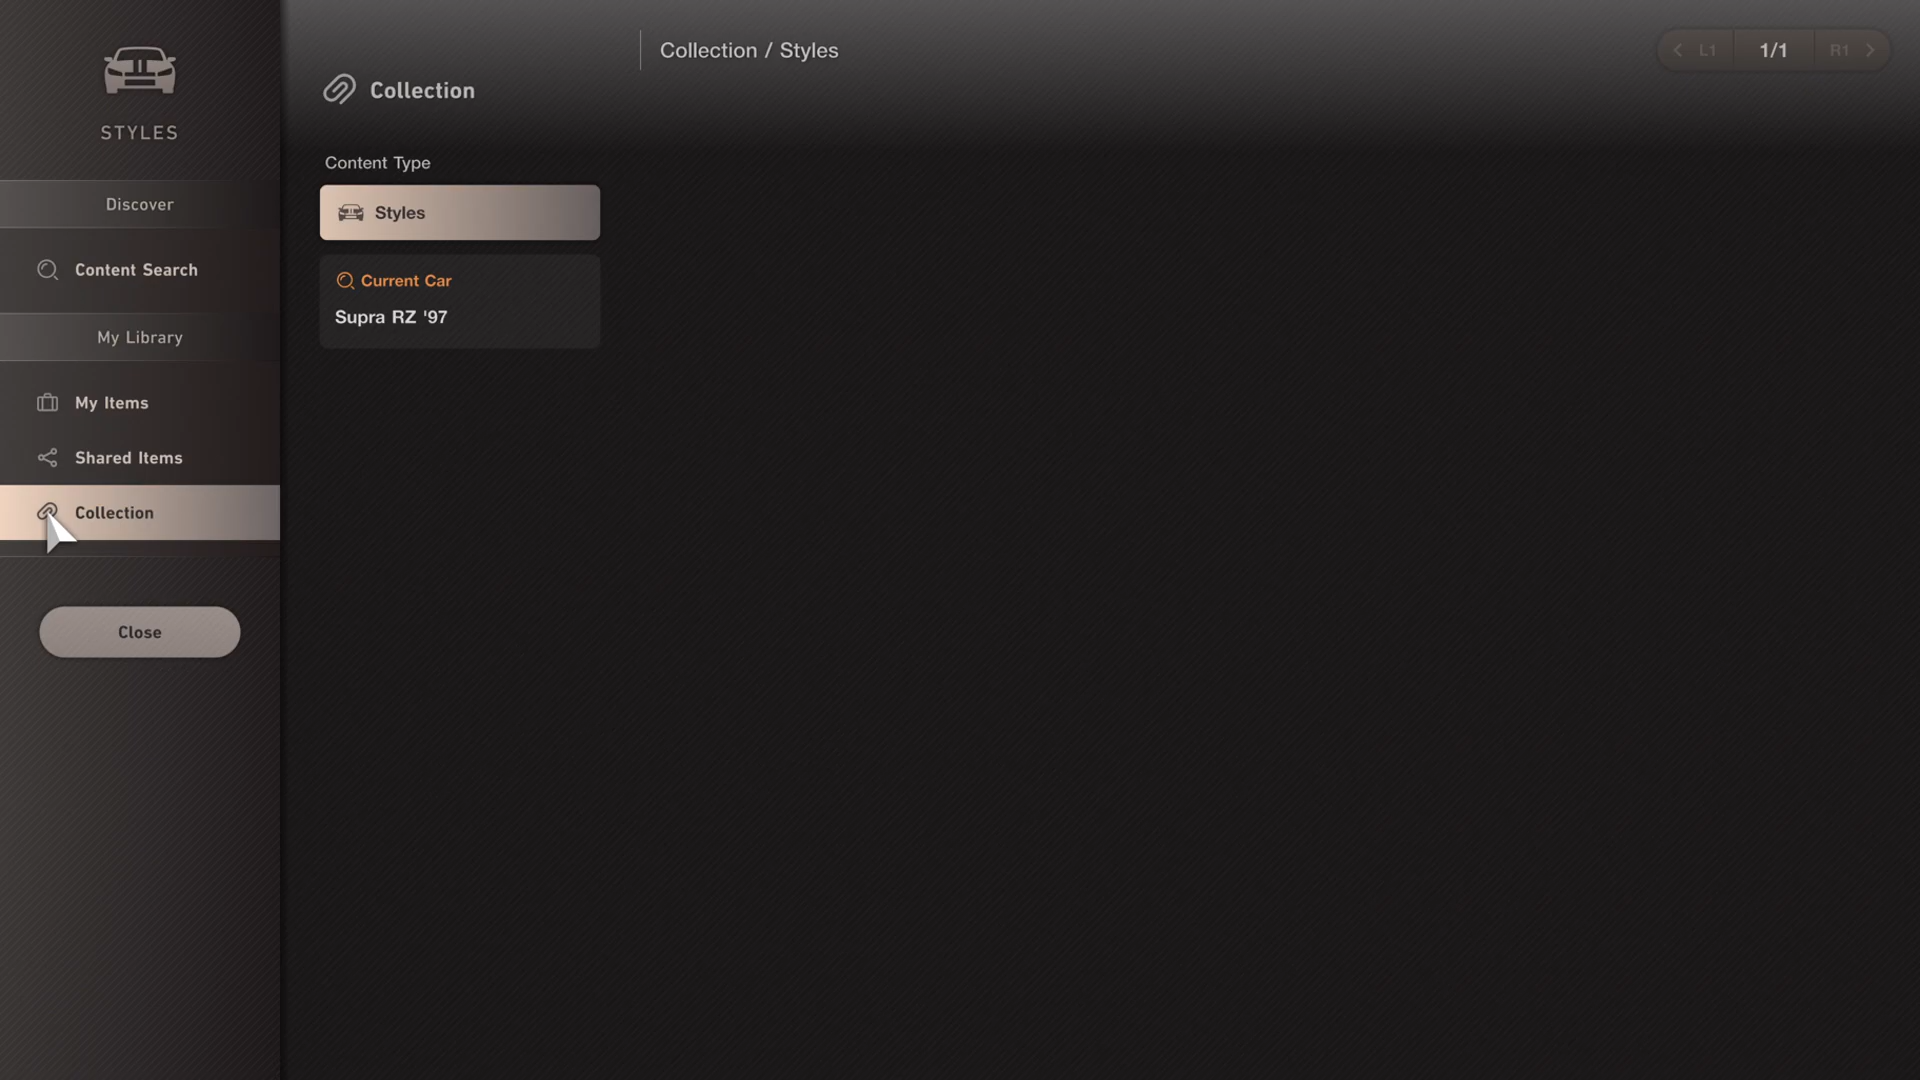 STYLES
Discover
Content Search
My Library
My Items
Shared Items
Collection
Close
Collection
Content Type
Styles
Current Car
Supra RZ '97
Collection / Styles
L1
1/1
R1